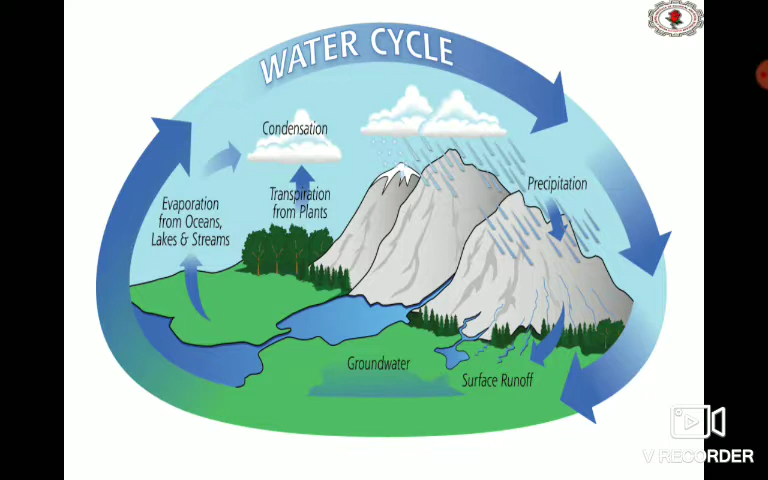 WATER CYCLE
Condensation
Precipitation
Transpiration
from Plants
Evaporation
from Oceans,
Lakes & Streams
Groundwater
Surface Runoff
V RECORDER